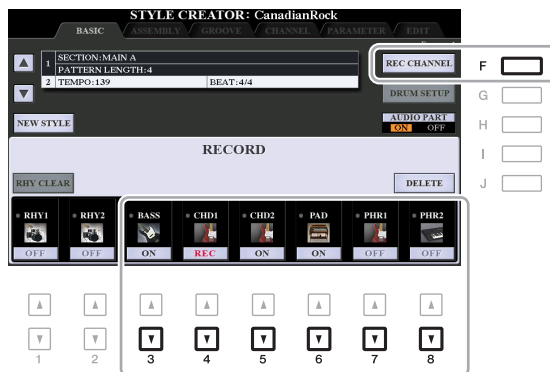 STYLE CREATOR: CanadianRock
BASIC ASSEMBLY GROOVE CHANNEL PARAMETER EDIT
1 SECTION:MAIN A
PATTERN LENGTH:4
2 TEMPO:139 BEAT:4/4
REC CHANNEL F
DRUM SETUP G
NEW STYLE
AUDIO PART
ON OFF
H
RECORD
I
RHY CLEAR DELETE J
RHY1 RHY2 BASS CHD1 CHD2 PAD PHR1 PHR2
OFF OFF ON REC ON ON OFF OFF
1 2 3 4 5 6 7 8